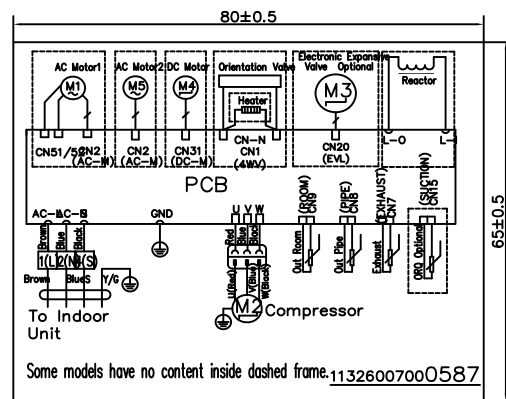 80±0.5
65±0.5
AC Motor1
AC Motor2
DC Motor
Orientation Valve
Electronic Expansive
Valve Optional
M1
M5
M4
Heater
M3
Reactor
CN51/52
CN2
(AC-W)
CN2
(AC-M)
CN31
(DC-M)
CN-N
CN1
(4WV)
CN20
(EVL)
L-O
L-I
PCB
(ROOM)
CN9
(PIPE)
CN8
(EXHAUST)
CN7
(SUCTION)
CN15
AC-L
AC-N
S
GND
U V W
Brown
Blue
Black
Red
Blue
Black
Out Room
Out Pipe
Exhaust
ORO Optional
1(L)
2(N)
3(S)
Brown
Blue
S
Y/G
U(Red)
V(Blue)
W(Black)
M2
Compressor
To Indoor
Unit
Some models have no content inside dashed frame.
11326007000587